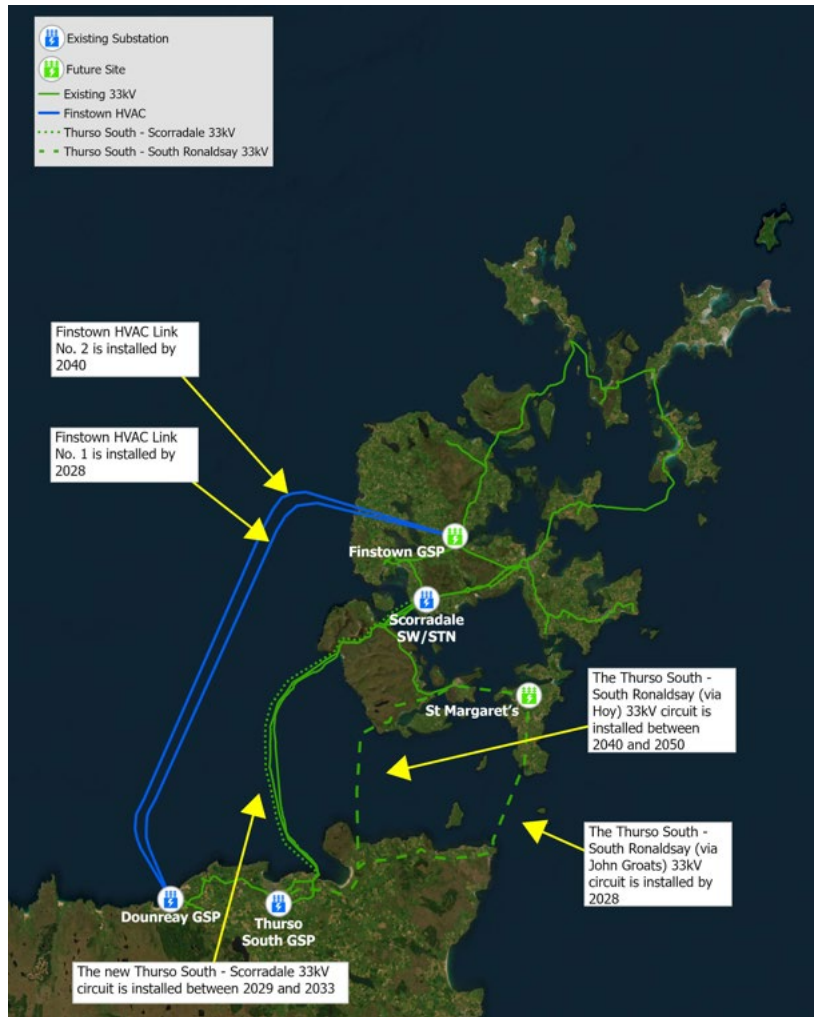 Existing Substation
Future Site
Existing 33kV
Finstown HVAC
Thurso South - Scorradale 33kV
Thurso South - South Ronaldsay 33kV
Finstown HVAC Link
No. 2 is installed by
2040
Finstown HVAC Link
No. 1 is installed by
2028
Finstown GSP
Scorradale
SW/STN
St Margaret's
The Thurso South -
South Ronaldsay (via
Hoy) 33kV circuit is
installed between
2040 and 2050
The Thurso South -
South Ronaldsay (via
John Groats) 33kV
circuit is installed by
2028
Dounreay GSP
Thurso
South GSP
The new Thurso South - Scorradale 33kV
circuit is installed between 2029 and 2033